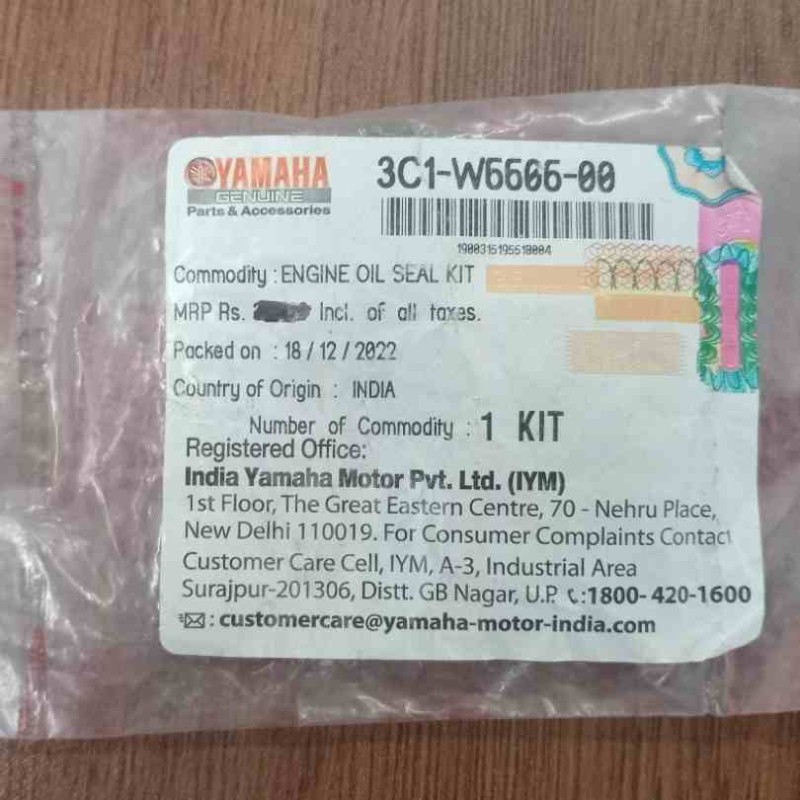 YAMAHA
GENUINE
Parts & Accessories
3C1-W6606-00
1900315195518004
Commodity : ENGINE OIL SEAL KIT
MRP Rs. Incl. of all taxes.
Packed on : 18 / 12 / 2022
Country of Origin : INDIA
Number of Commodity : 1 KIT
Registered Office:
India Yamaha Motor Pvt. Ltd. (IYM)
1st Floor, The Great Eastern Centre, 70 - Nehru Place,
New Delhi 110019. For Consumer Complaints Contact
Customer Care Cell, IYM, A-3, Industrial Area
Surajpur-201306, Distt. GB Nagar, U.P. :1800- 420-1600
: customercare@yamaha-motor-india.com